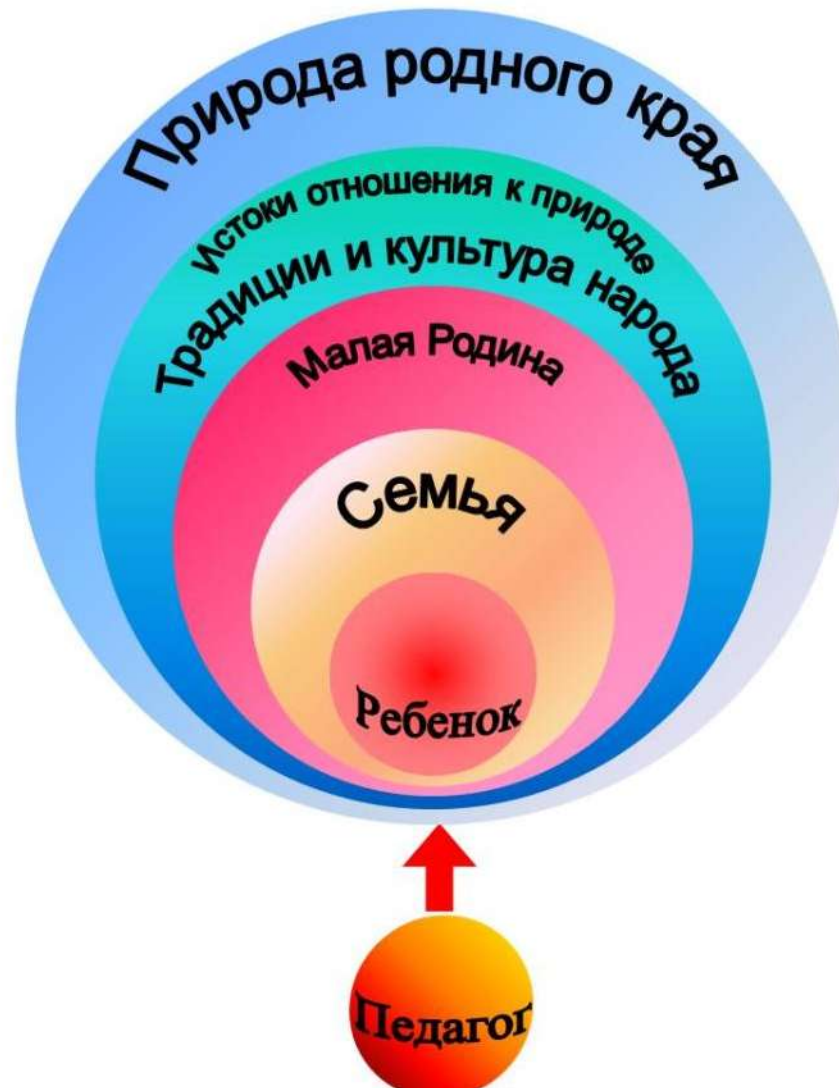 Природа родного края
Истоки отношения к природе
Традиции и культура народа
Малая Родина
Семья
Ребенок
Педагог